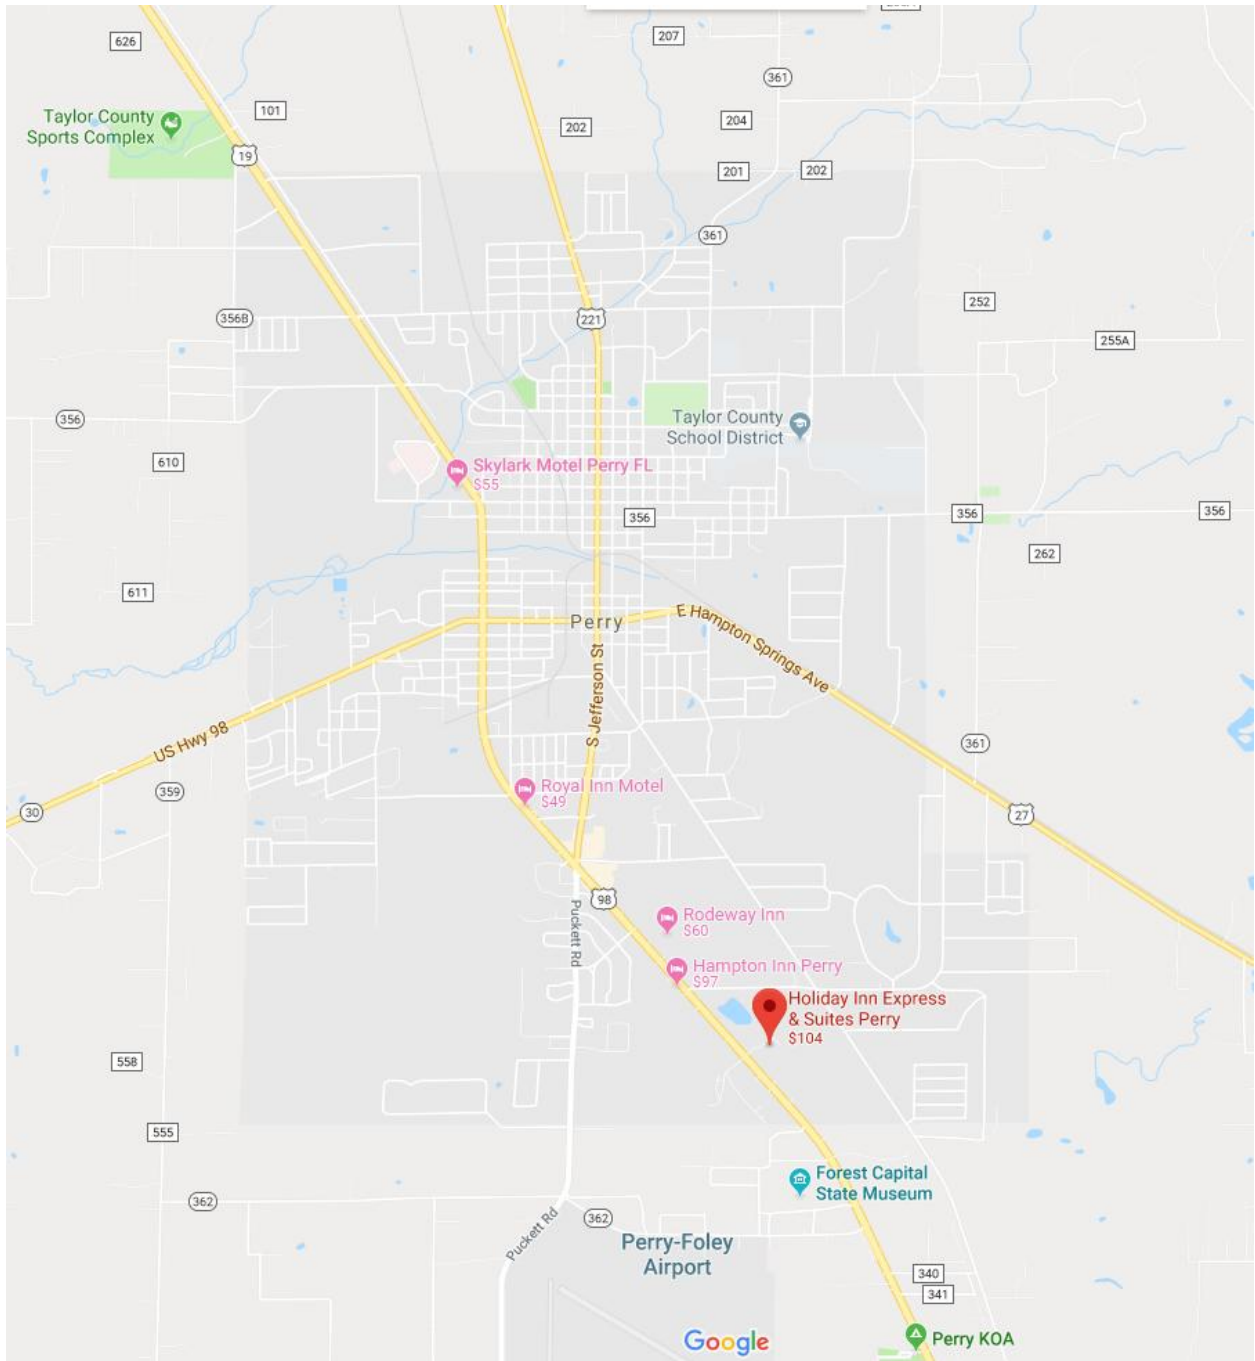 626
207
361
Taylor County
Sports Complex
101
202
204
19
201
202
361
356B
221
252
255A
356
Taylor County
School District
610
Skylark Motel Perry FL
$55
356
356
356
262
611
Perry
E Hampton Springs Ave
S Jefferson St
US Hwy 98
361
359
Royal Inn Motel
$49
30
27
98
Puckett Rd
Rodeway Inn
$60
Hampton Inn Perry
$97
Holiday Inn Express
& Suites Perry
$104
558
555
Forest Capital
State Museum
362
Puckett Rd
362
Perry-Foley
Airport
340
341
Google
Perry KOA